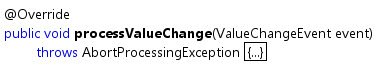 @Override
public void processValueChange(ValueChangeEvent event)
throws AbortProcessingException {...}